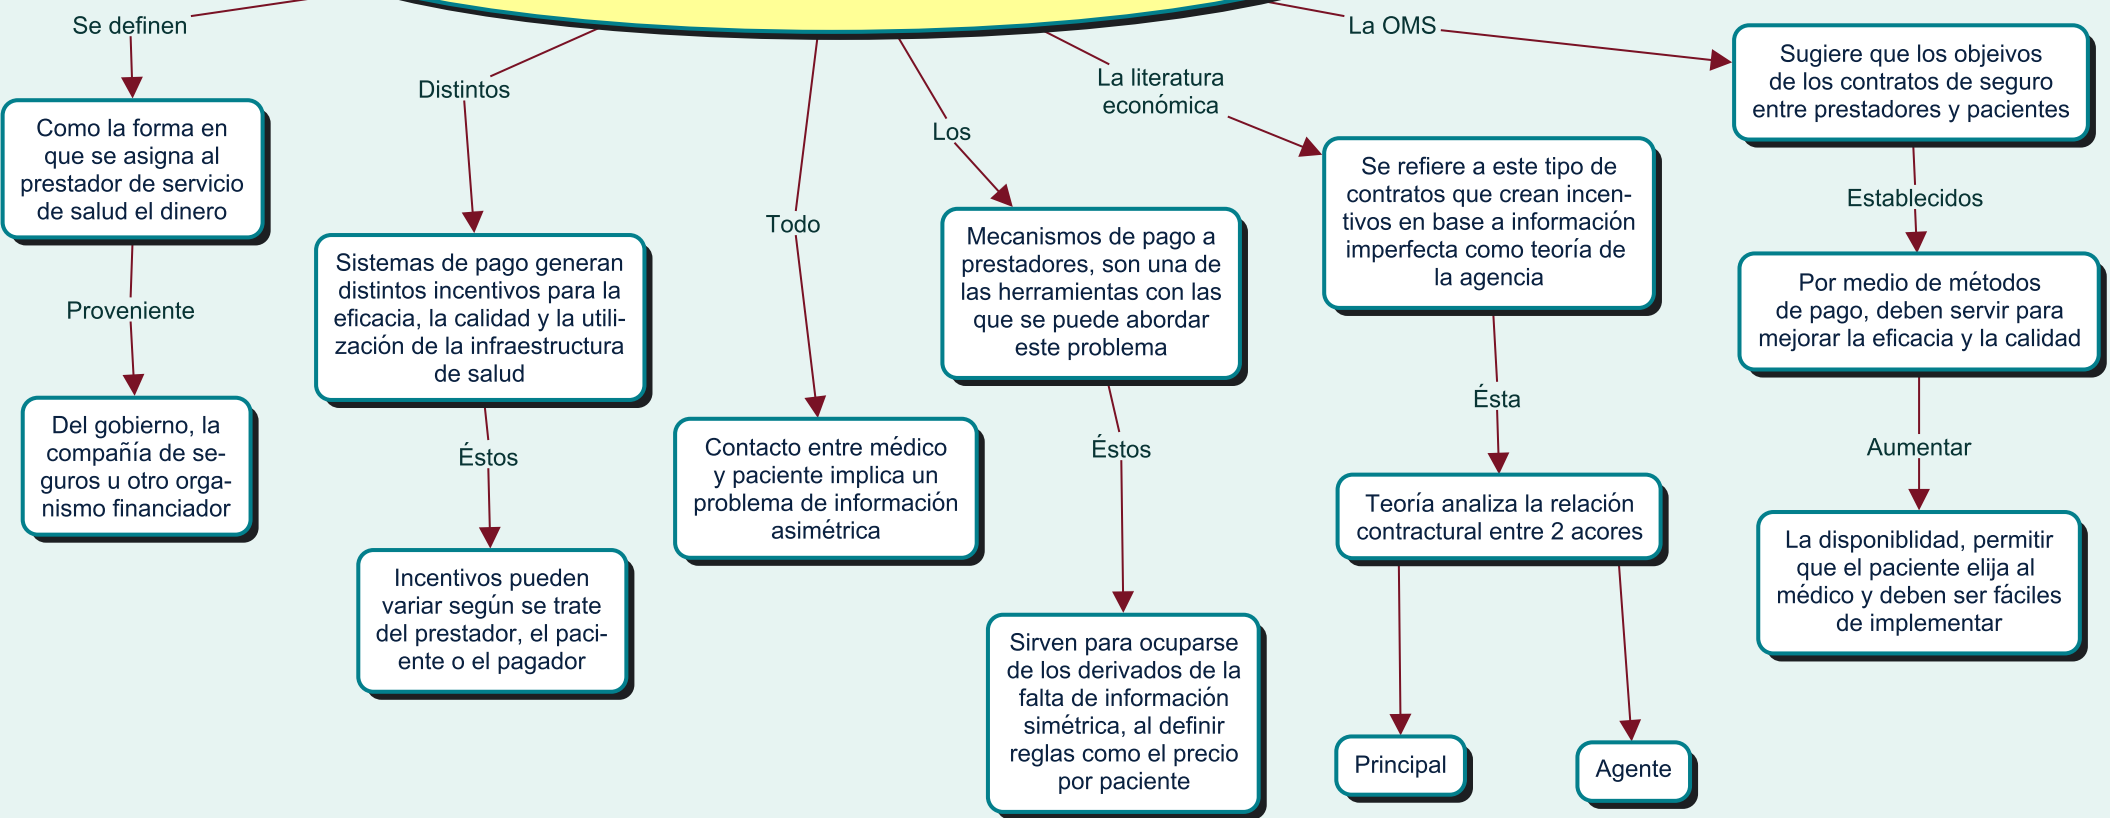 Se definen
Como la forma en
que se asigna al
prestador de servicio
de salud el dinero
Proveniente
Del gobierno, la
compañía de se-
guros u otro orga-
nismo financiador
Distintos
Sistemas de pago generan
distintos incentivos para la
eficacia, la calidad y la utili-
zación de la infraestructura
de salud
Éstos
Incentivos pueden
variar según se trate
del prestador, el paci-
ente o el pagador
Todo
Contacto entre médico
y paciente implica un
problema de información
asimétrica
Los
Mecanismos de pago a
prestadores, son una de
las herramientas con las
que se puede abordar
este problema
Éstos
Sirven para ocuparse
de los derivados de la
falta de información
simétrica, al definir
reglas como el precio
por paciente
La literatura
económica
Se refiere a este tipo de
contratos que crean incen-
tivos en base a información
imperfecta como teoría de
la agencia
Ésta
Teoría analiza la relación
contractural entre 2 acores
Principal
Agente
La OMS
Sugiere que los objeivos
de los contratos de seguro
entre prestadores y pacientes
Establecidos
Por medio de métodos
de pago, deben servir para
mejorar la eficacia y la calidad
Aumentar
La disponiblidad, permitir
que el paciente elija al
médico y deben ser fáciles
de implementar